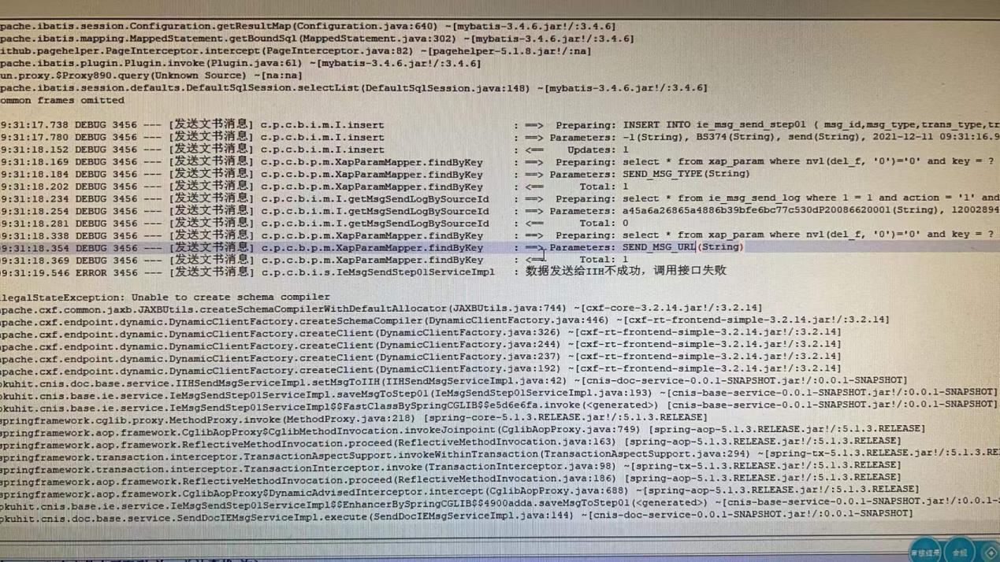 pache.ibatis.session.Configuration.getResultMap(Configuration.java:640) ~[mybatis-3.4.6.jar!/:3.4.6]
pache.ibatis.mapping.MappedStatement.getBoundSql(MappedStatement.java:302) ~[mybatis-3.4.6.jar!/:3.4.6]
ithub.pagehelper.PageInterceptor.intercept(PageInterceptor.java:82) ~[pagehelper-5.1.8.jar!/:na]
pache.ibatis.plugin.Plugin.invoke(Plugin.java:61) ~[mybatis-3.4.6.jar!/:3.4.6]
un.proxy.$Proxy890.query(Unknown Source) ~[na:na]
pache.ibatis.session.defaults.DefaultSqlSession.selectList(DefaultSqlSession.java:148) ~[mybatis-3.4.6.jar!/:3.4.6]
ommon frames omitted
9:31:17.738 DEBUG 3456 --- [发送文书消息] c.p.c.b.i.m.I.insert : ==> Preparing: INSERT INTO ie_msg_send_step01 ( msg_id,msg_type,trans_type,tr
9:31:17.780 DEBUG 3456 --- [发送文书消息] c.p.c.b.i.m.I.insert : ==> Parameters: -1(String), BS374(String), send(String), 2021-12-11 09:31:16.9
9:31:18.152 DEBUG 3456 --- [发送文书消息] c.p.c.b.i.m.I.insert : <== Updates: 1
9:31:18.169 DEBUG 3456 --- [发送文书消息] c.p.c.b.p.m.XapParamMapper.findByKey : ==> Preparing: select * from xap_param where nvl(del_f, '0')='0' and key = ?
9:31:18.184 DEBUG 3456 --- [发送文书消息] c.p.c.b.p.m.XapParamMapper.findByKey : ==> Parameters: SEND_MSG_TYPE(String)
9:31:18.202 DEBUG 3456 --- [发送文书消息] c.p.c.b.p.m.XapParamMapper.findByKey : <== Total: 1
9:31:18.234 DEBUG 3456 --- [发送文书消息] c.p.c.b.i.m.I.getMsgSendLogBySourceId : ==> Preparing: select * from ie_msg_send_log where 1 = 1 and action = '1' and
9:31:18.254 DEBUG 3456 --- [发送文书消息] c.p.c.b.i.m.I.getMsgSendLogBySourceId : ==> Parameters: a45a6a26865a4886b39bfe6bc77c530dP20086620001(String), 12002894
9:31:18.281 DEBUG 3456 --- [发送文书消息] c.p.c.b.i.m.I.getMsgSendLogBySourceId : <== Total: 0
9:31:18.338 DEBUG 3456 --- [发送文书消息] c.p.c.b.p.m.XapParamMapper.findByKey : ==> Preparing: select * from xap_param where nvl(del_f, '0')='0' and key = ?
9:31:18.354 DEBUG 3456 --- [发送文书消息] c.p.c.b.p.m.XapParamMapper.findByKey : ==> Parameters: SEND_MSG_URL(String)
9:31:18.369 DEBUG 3456 --- [发送文书消息] c.p.c.b.p.m.XapParamMapper.findByKey : <== Total: 1
9:31:19.546 ERROR 3456 --- [发送文书消息] c.p.c.b.i.s.IeMsgSendStep01ServiceImpl : 数据发送给IIH不成功, 调用接口失败
llegalStateException: Unable to create schema compiler
apache.cxf.common.jaxb.JAXBUtils.createSchemaCompilerWithDefaultAllocator(JAXBUtils.java:744) ~[cxf-core-3.2.14.jar!/:3.2.14]
apache.cxf.endpoint.dynamic.DynamicClientFactory.createSchemaCompiler(DynamicClientFactory.java:446) ~[cxf-rt-frontend-simple-3.2.14.jar!/:3.2.14]
apache.cxf.endpoint.dynamic.DynamicClientFactory.createClient(DynamicClientFactory.java:326) ~[cxf-rt-frontend-simple-3.2.14.jar!/:3.2.14]
apache.cxf.endpoint.dynamic.DynamicClientFactory.createClient(DynamicClientFactory.java:244) ~[cxf-rt-frontend-simple-3.2.14.jar!/:3.2.14]
apache.cxf.endpoint.dynamic.DynamicClientFactory.createClient(DynamicClientFactory.java:237) ~[cxf-rt-frontend-simple-3.2.14.jar!/:3.2.14]
apache.cxf.endpoint.dynamic.DynamicClientFactory.createClient(DynamicClientFactory.java:192) ~[cxf-rt-frontend-simple-3.2.14.jar!/:3.2.14]
pkuhit.cnis.doc.base.service.IIHSendMsgServiceImpl.setMsgToIIH(IIHSendMsgServiceImpl.java:42) ~[cnis-doc-service-0.0.1-SNAPSHOT.jar!/:0.0.1-SNAPSHOT]
pkuhit.cnis.base.ie.service.IeMsgSendStep01ServiceImpl.saveMsgToStep01(IeMsgSendStep01ServiceImpl.java:193) ~[cnis-base-service-0.0.1-SNAPSHOT.jar!/:0.0.1-SNAPSHOT]
pkuhit.cnis.base.ie.service.IeMsgSendStep01ServiceImpl$$FastClassBySpringCGLIB$$e5d6e6fa.invoke(<generated>) ~[cnis-base-service-0.0.1-SNAPSHOT.jar!/:0.0.1-SNAPSHOT]
springframework.cglib.proxy.MethodProxy.invoke(MethodProxy.java:218) [spring-core-5.1.3.RELEASE.jar!/:5.1.3.RELEASE]
springframework.aop.framework.CglibAopProxy$CglibMethodInvocation.invokeJoinpoint(CglibAopProxy.java:749) [spring-aop-5.1.3.RELEASE.jar!/:5.1.3.RELEASE]
springframework.aop.framework.ReflectiveMethodInvocation.proceed(ReflectiveMethodInvocation.java:163) [spring-aop-5.1.3.RELEASE.jar!/:5.1.3.RELEASE]
springframework.transaction.interceptor.TransactionAspectSupport.invokeWithinTransaction(TransactionAspectSupport.java:294) ~[spring-tx-5.1.3.RELEASE.jar!/:5.1.3.RE
springframework.transaction.interceptor.TransactionInterceptor.invoke(TransactionInterceptor.java:98) ~[spring-tx-5.1.3.RELEASE.jar!/:5.1.3.RELEASE]
springframework.aop.framework.ReflectiveMethodInvocation.proceed(ReflectiveMethodInvocation.java:186) [spring-aop-5.1.3.RELEASE.jar!/:5.1.3.RELEASE]
springframework.aop.framework.CglibAopProxy$DynamicAdvisedInterceptor.intercept(CglibAopProxy.java:688) [spring-aop-5.1.3.RELEASE.jar!/:5.1.3.RELEASE]
pkuhit.cnis.base.ie.service.IeMsgSendStep01ServiceImpl$$EnhancerBySpringCGLIB$$4900adda.saveMsgToStep01(<generated>) ~[cnis-base-service-0.0.1-SNAPSHOT.jar!/:0.0.1-S
pkuhit.cnis.doc.base.service.SendDocIEMsgServiceImpl.execute(SendDocIEMsgServiceImpl.java:144) ~[cnis-doc-service-0.0.1-SNAPSHOT.jar!/:0.0.1-SNAPSHOT]
审核结果